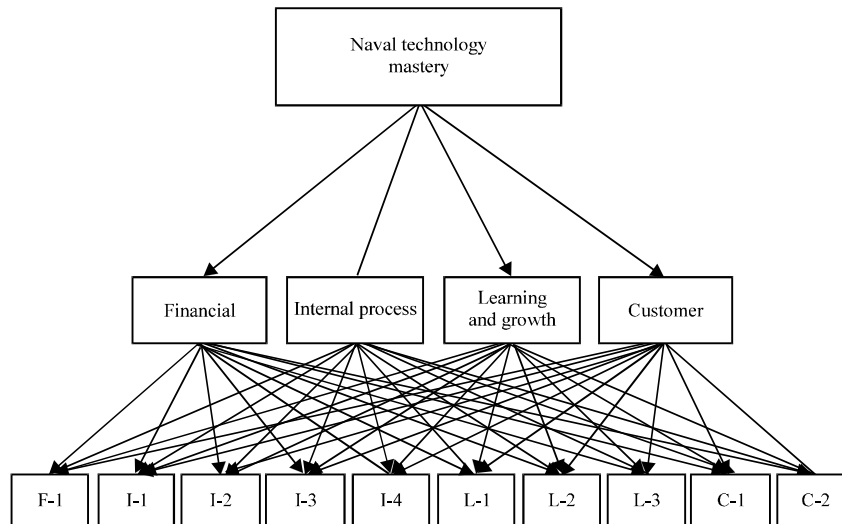 Naval technology
mastery
Financial
Internal process
Learning
and growth
Customer
F-1
I-1
I-2
I-3
I-4
L-1
L-2
L-3
C-1
C-2